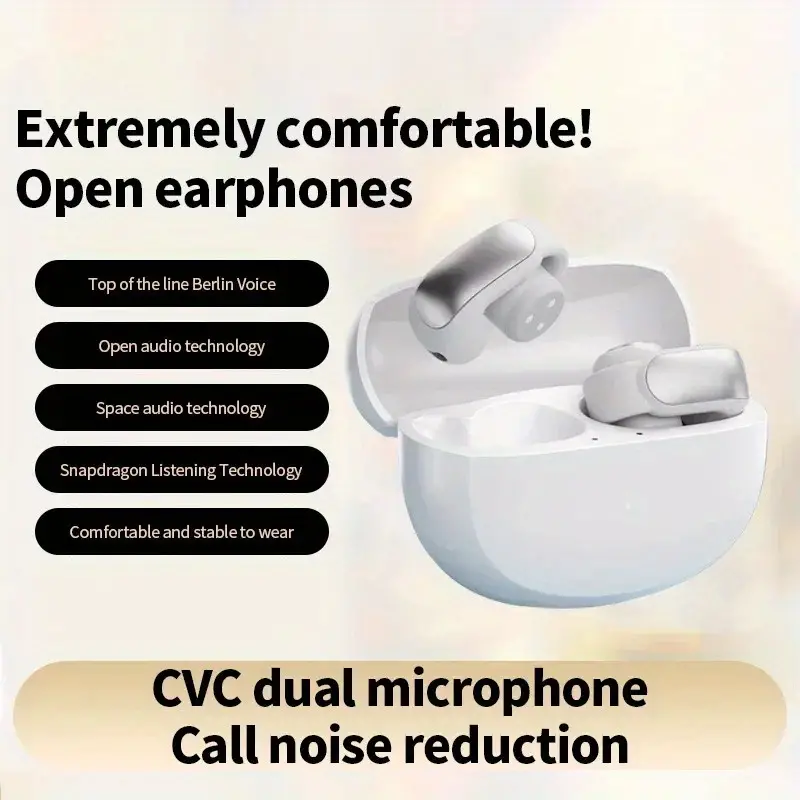 Extremely comfortable!
Open earphones
Top of the line Berlin Voice
Open audio technology
Space audio technology
Snapdragon Listening Technology
Comfortable and stable to wear
CVC dual microphone
Call noise reduction